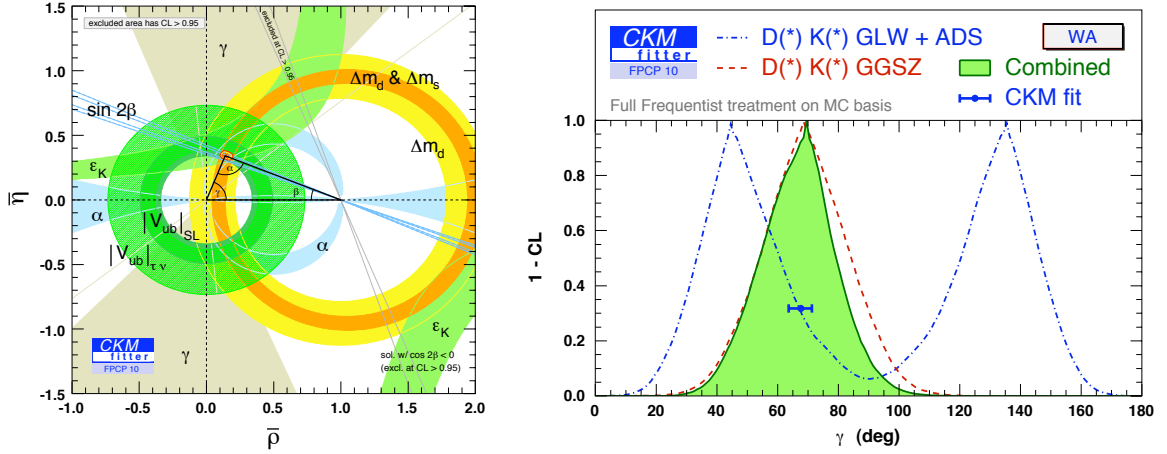 excluded area has CL > 0.95
excluded at CL > 0.95
γ
Δm_d & Δm_s
sin 2β
Δm_d
ε_K
α
α
β
γ
|V_ub|_SL
α
|V_ub|_τν
ε_K
γ
CKM
fitter
FPCP 10
sol. w/ cos 2β < 0
(excl. at CL > 0.95)
1.5
1.0
0.5
0.0
-0.5
-1.0
-1.5
η̄
-1.0 -0.5 0.0 0.5 1.0 1.5 2.0
ρ̄
CKM
fitter
FPCP 10
D(*) K(*) GLW + ADS
D(*) K(*) GGSZ
WA
Combined
CKM fit
Full Frequentist treatment on MC basis
1.0
0.8
0.6
0.4
0.2
0.0
1 - CL
0 20 40 60 80 100 120 140 160 180
γ (deg)